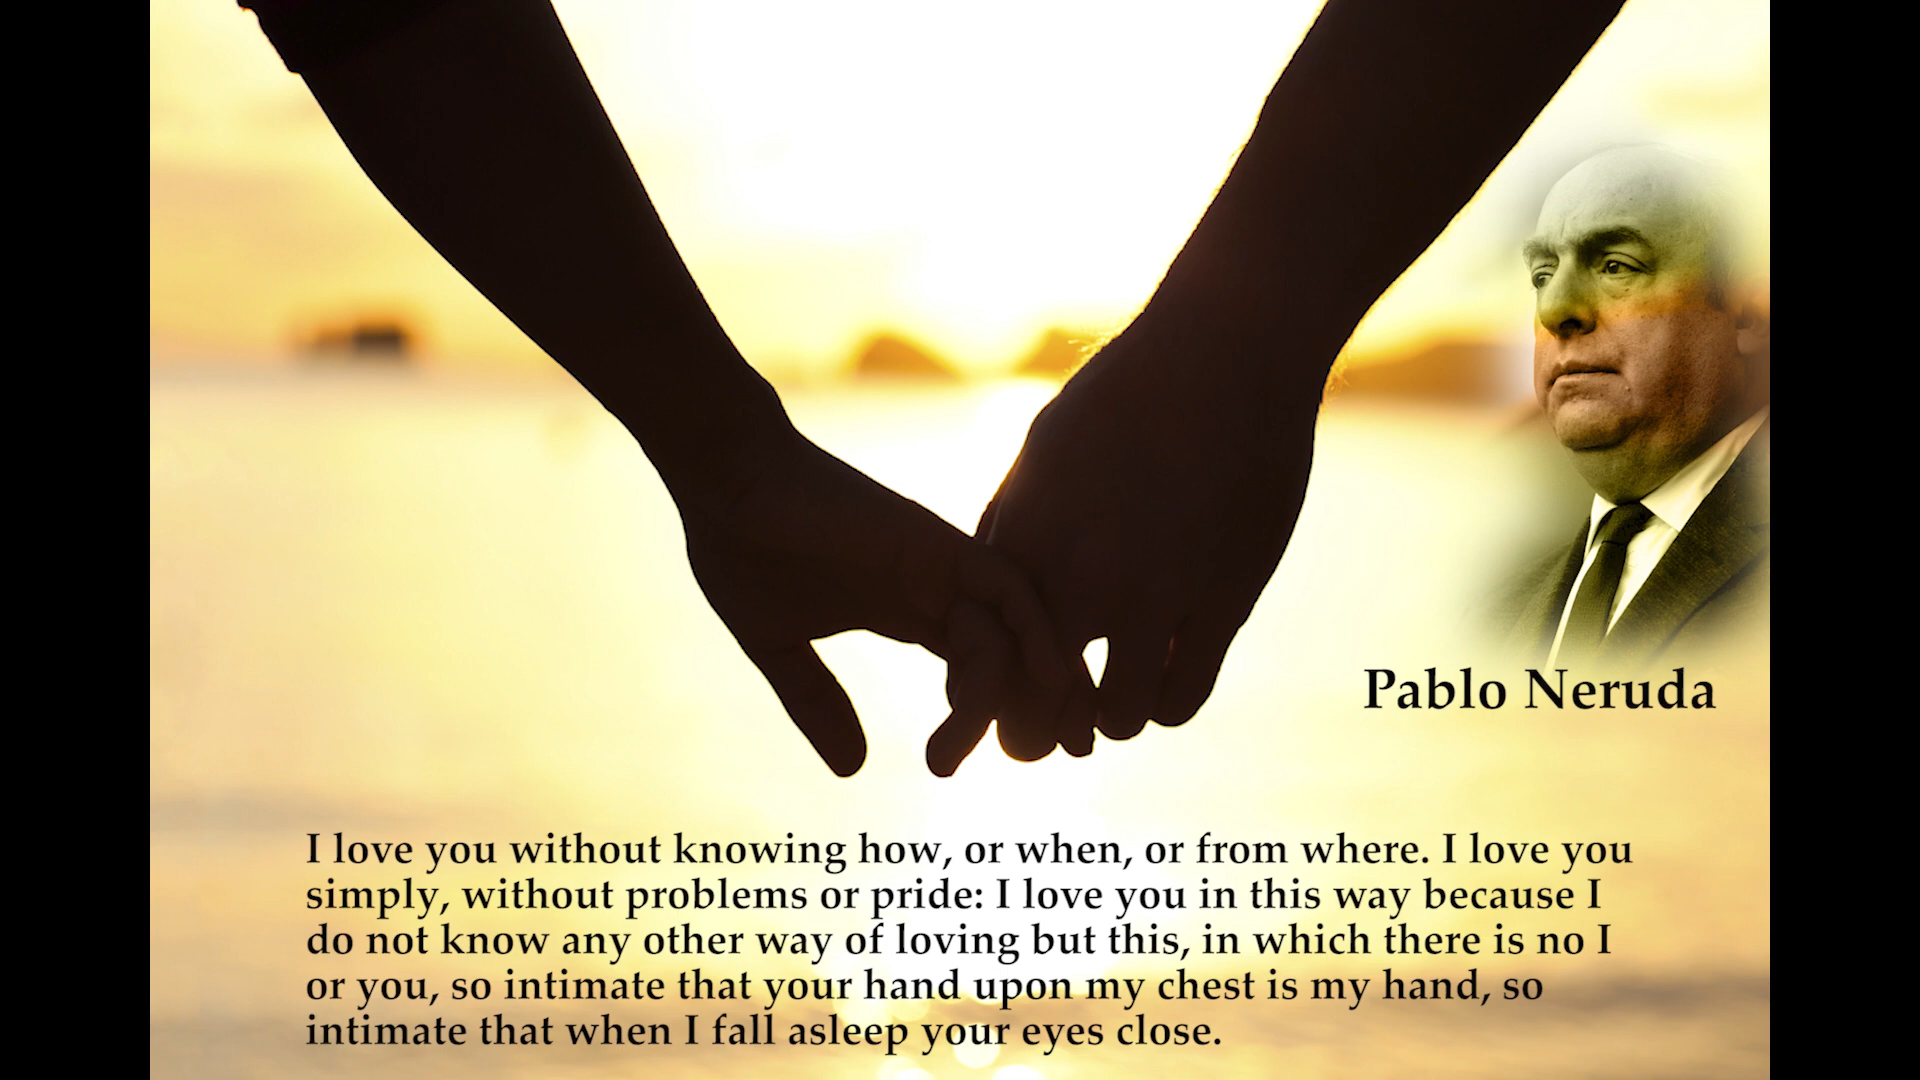 Pablo Neruda
I love you without knowing how, or when, or from where. I love you
simply, without problems or pride: I love you in this way because I
do not know any other way of loving but this, in which there is no I
or you, so intimate that your hand upon my chest is my hand, so
intimate that when I fall asleep your eyes close.